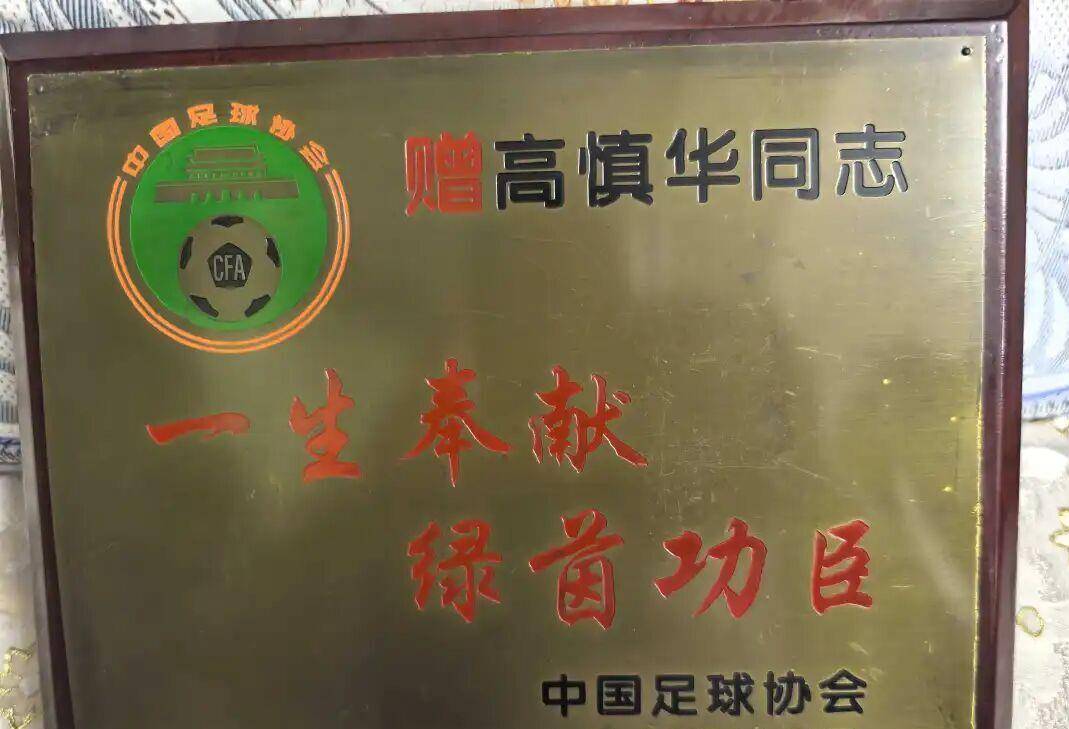 中国足球协会
CFA
赠高慎华同志
一生奉献
绿茵功臣
中国足球协会